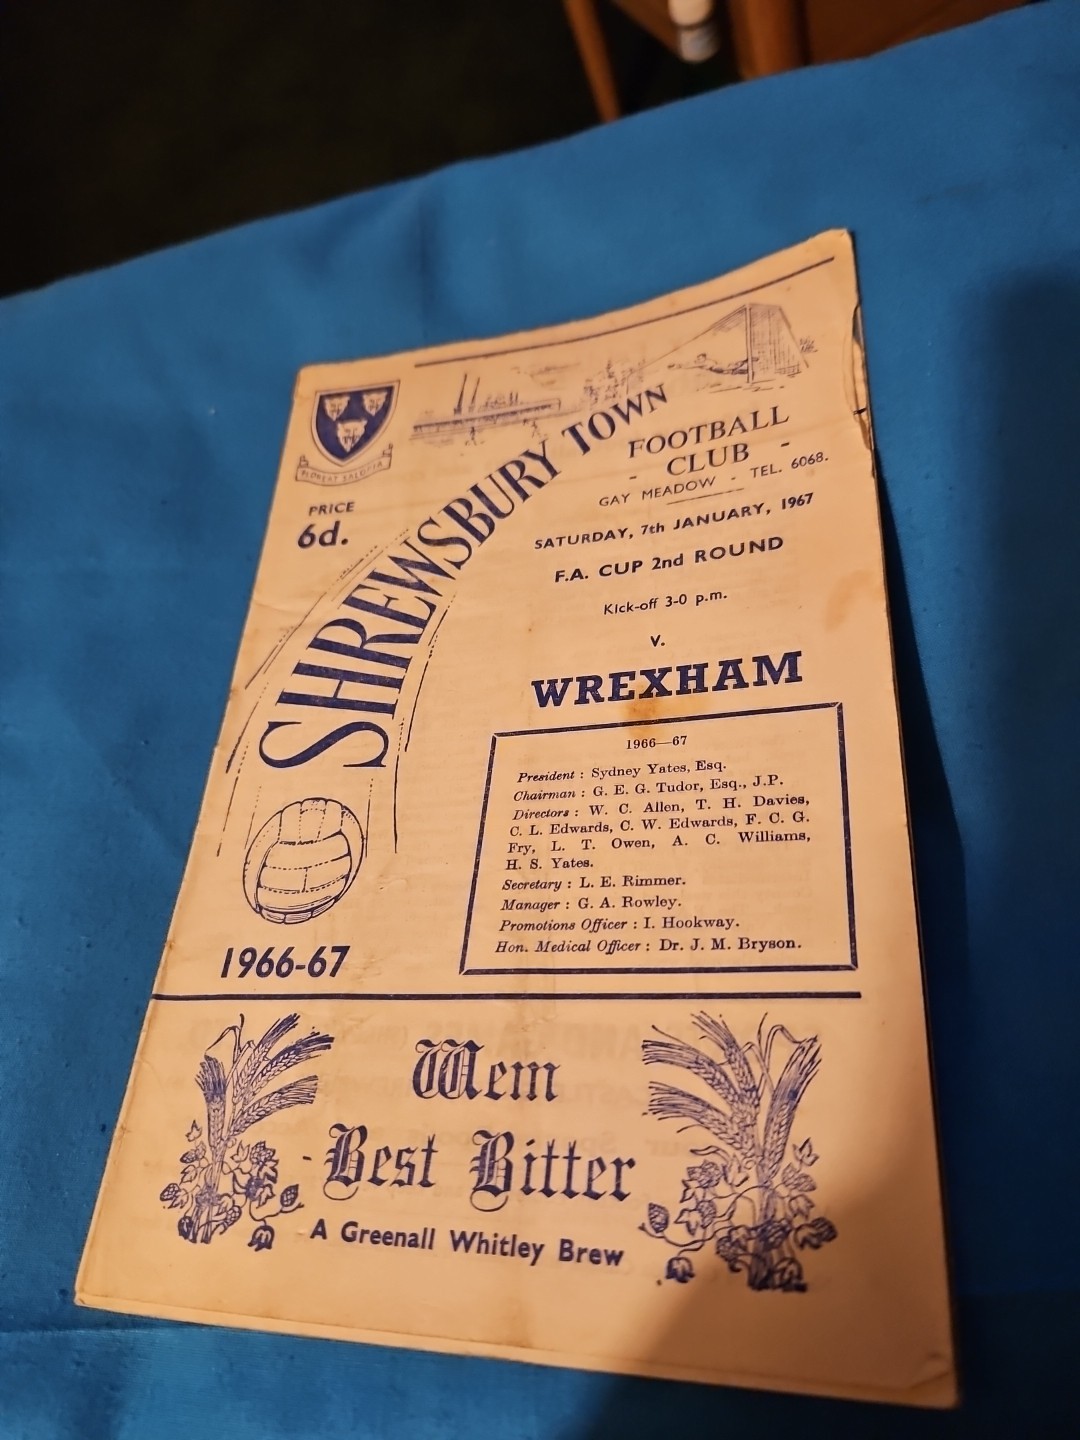 FLOREAT SALOPIA
PRICE
6d.
SHREWSBURY TOWN
FOOTBALL
- CLUB -
GAY MEADOW - TEL. 6068.
SATURDAY, 7th JANUARY, 1967
F.A. CUP 2nd ROUND
Kick-off 3-0 p.m.
v.
WREXHAM
1966—67
President : Sydney Yates, Esq.
Chairman : G. E. G. Tudor, Esq., J.P.
Directors : W. C. Allen, T. H. Davies,
C. L. Edwards, C. W. Edwards, F. C. G.
Fry, L. T. Owen, A. C. Williams,
H. S. Yates.
Secretary : L. E. Rimmer.
Manager : G. A. Rowley.
Promotions Officer : I. Hookway.
Hon. Medical Officer : Dr. J. M. Bryson.
1966-67
Wem
Best Bitter
A Greenall Whitley Brew